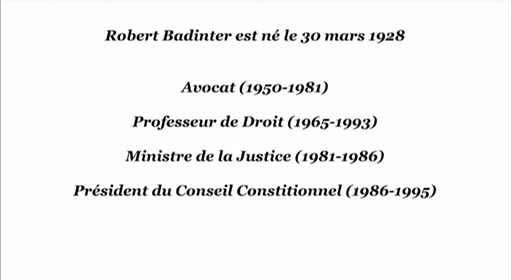 Robert Badinter est né le 30 mars 1928
Avocat (1950-1981)
Professeur de Droit (1965-1993)
Ministre de la Justice (1981-1986)
Président du Conseil Constitutionnel (1986-1995)